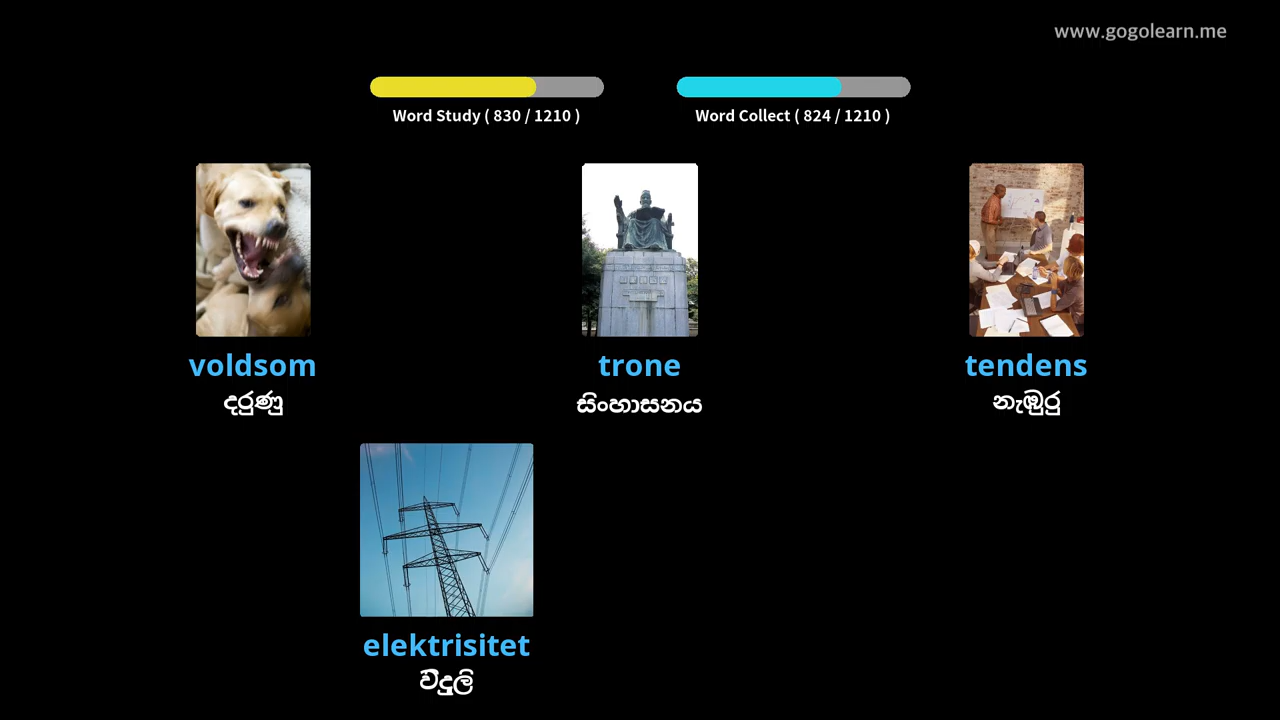 www.gogolearn.me
Word Study ( 830 / 1210 )
Word Collect ( 824 / 1210 )
voldsom
trone
tendens
දරුණු
සිංහාසනය
නැඹුරු
elektrisitet
විදුලි